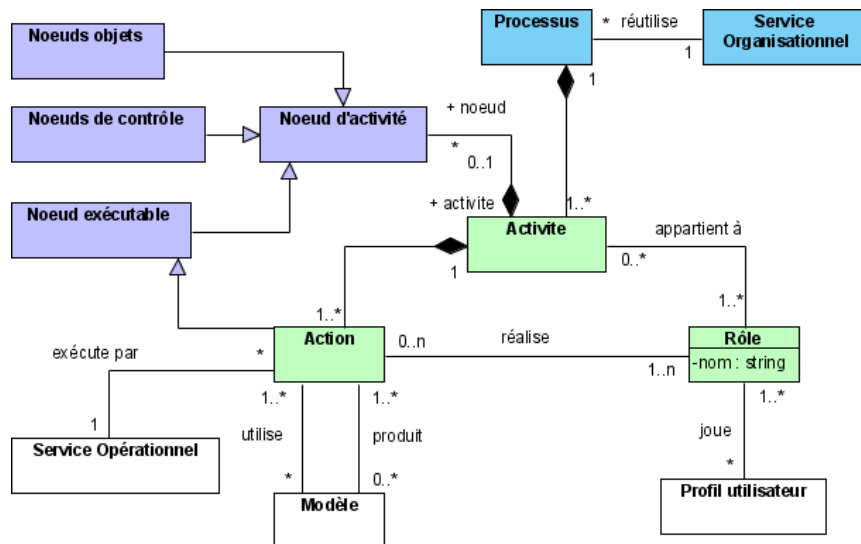 Processus
*
réutilise
1
Service
Organisationnel
1
Noeuds objets
Noeuds de contrôle
Noeud d'activité
+ noeud
*
0..1
Noeud exécutable
+ activite
1..*
Activite
appartient à
0..*
1
1..*
1..*
Action
0..n
réalise
1..n
Rôle
-nom : string
exécute par
*
1
Service Opérationnel
1..*
1..*
utilise
produit
*
0..*
Modèle
1..*
joue
*
Profil utilisateur